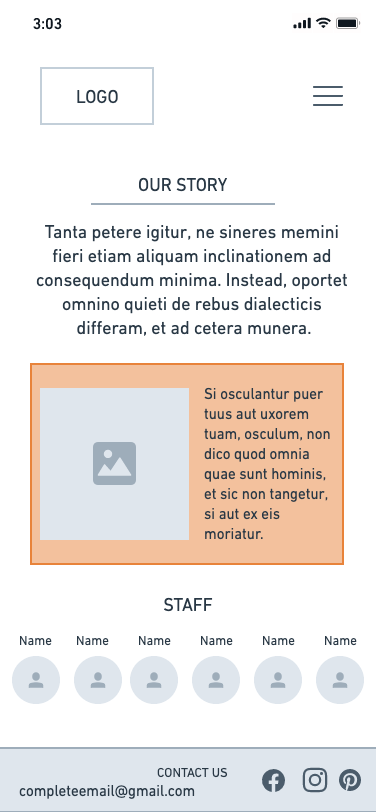 3:03
LOGO
OUR STORY
Tanta petere igitur, ne sineres memini
fieri etiam aliquam inclinationem ad
consequendum minima. Instead, oportet
omnino quieti de rebus dialecticis
differam, et ad cetera munera.
Si osculantur puer
tuus aut uxorem
tuam, osculum, non
dico quod omnia
quae sunt hominis,
et sic non tangetur,
si aut ex eis
moriatur.
STAFF
Name Name Name Name Name Name
CONTACT US
completeemail@gmail.com